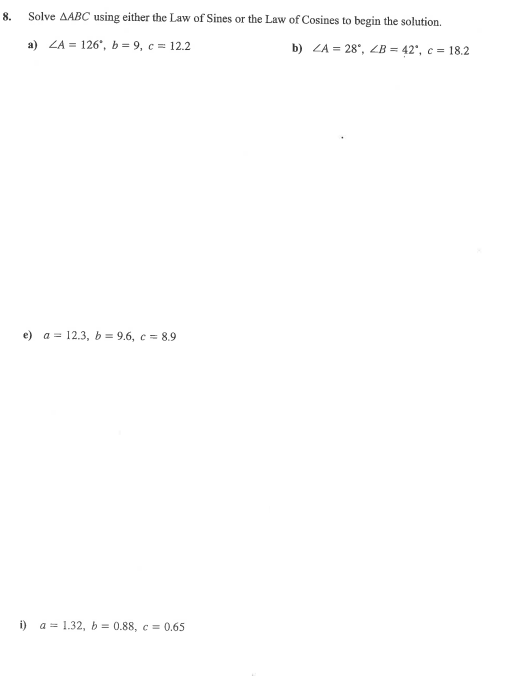 8. Solve ΔABC using either the Law of Sines or the Law of Cosines to begin the solution.
a) ∠A = 126°, b = 9, c = 12.2
b) ∠A = 28°, ∠B = 42°, c = 18.2
e) a = 12.3, b = 9.6, c = 8.9
i) a = 1.32, b = 0.88, c = 0.65